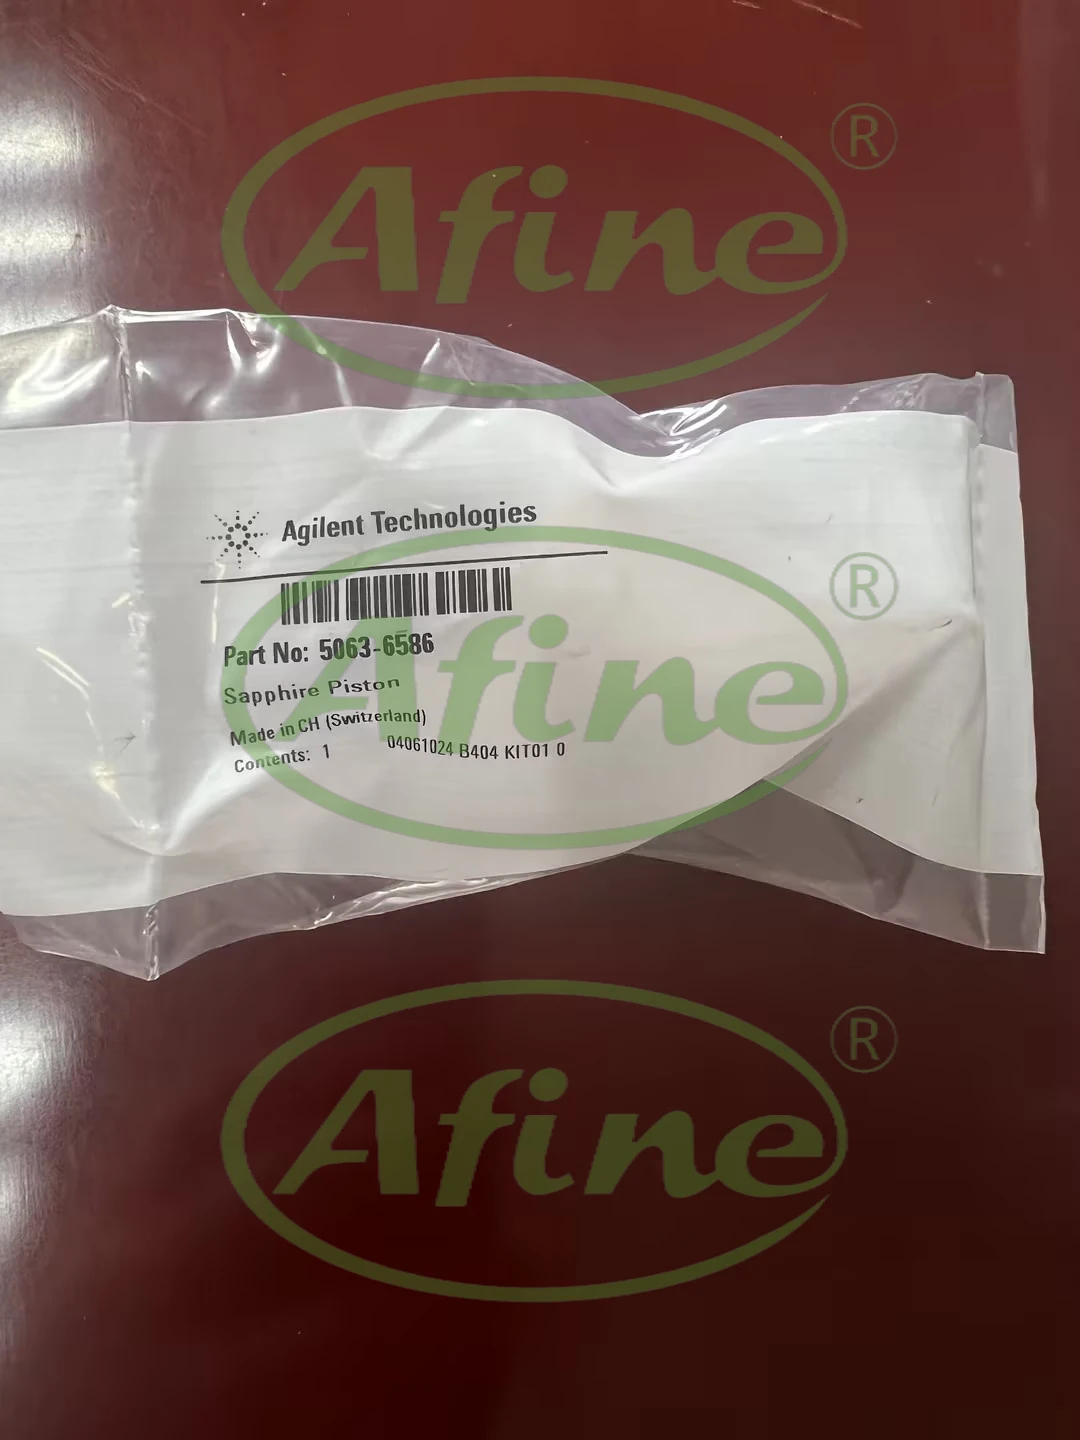 Afine ®
Agilent Technologies
Part No: 5063-6586
Sapphire Piston
Made in CH (Switzerland)
Contents: 1 04061024 B404 KIT01 0
Afine ®
Afine ®